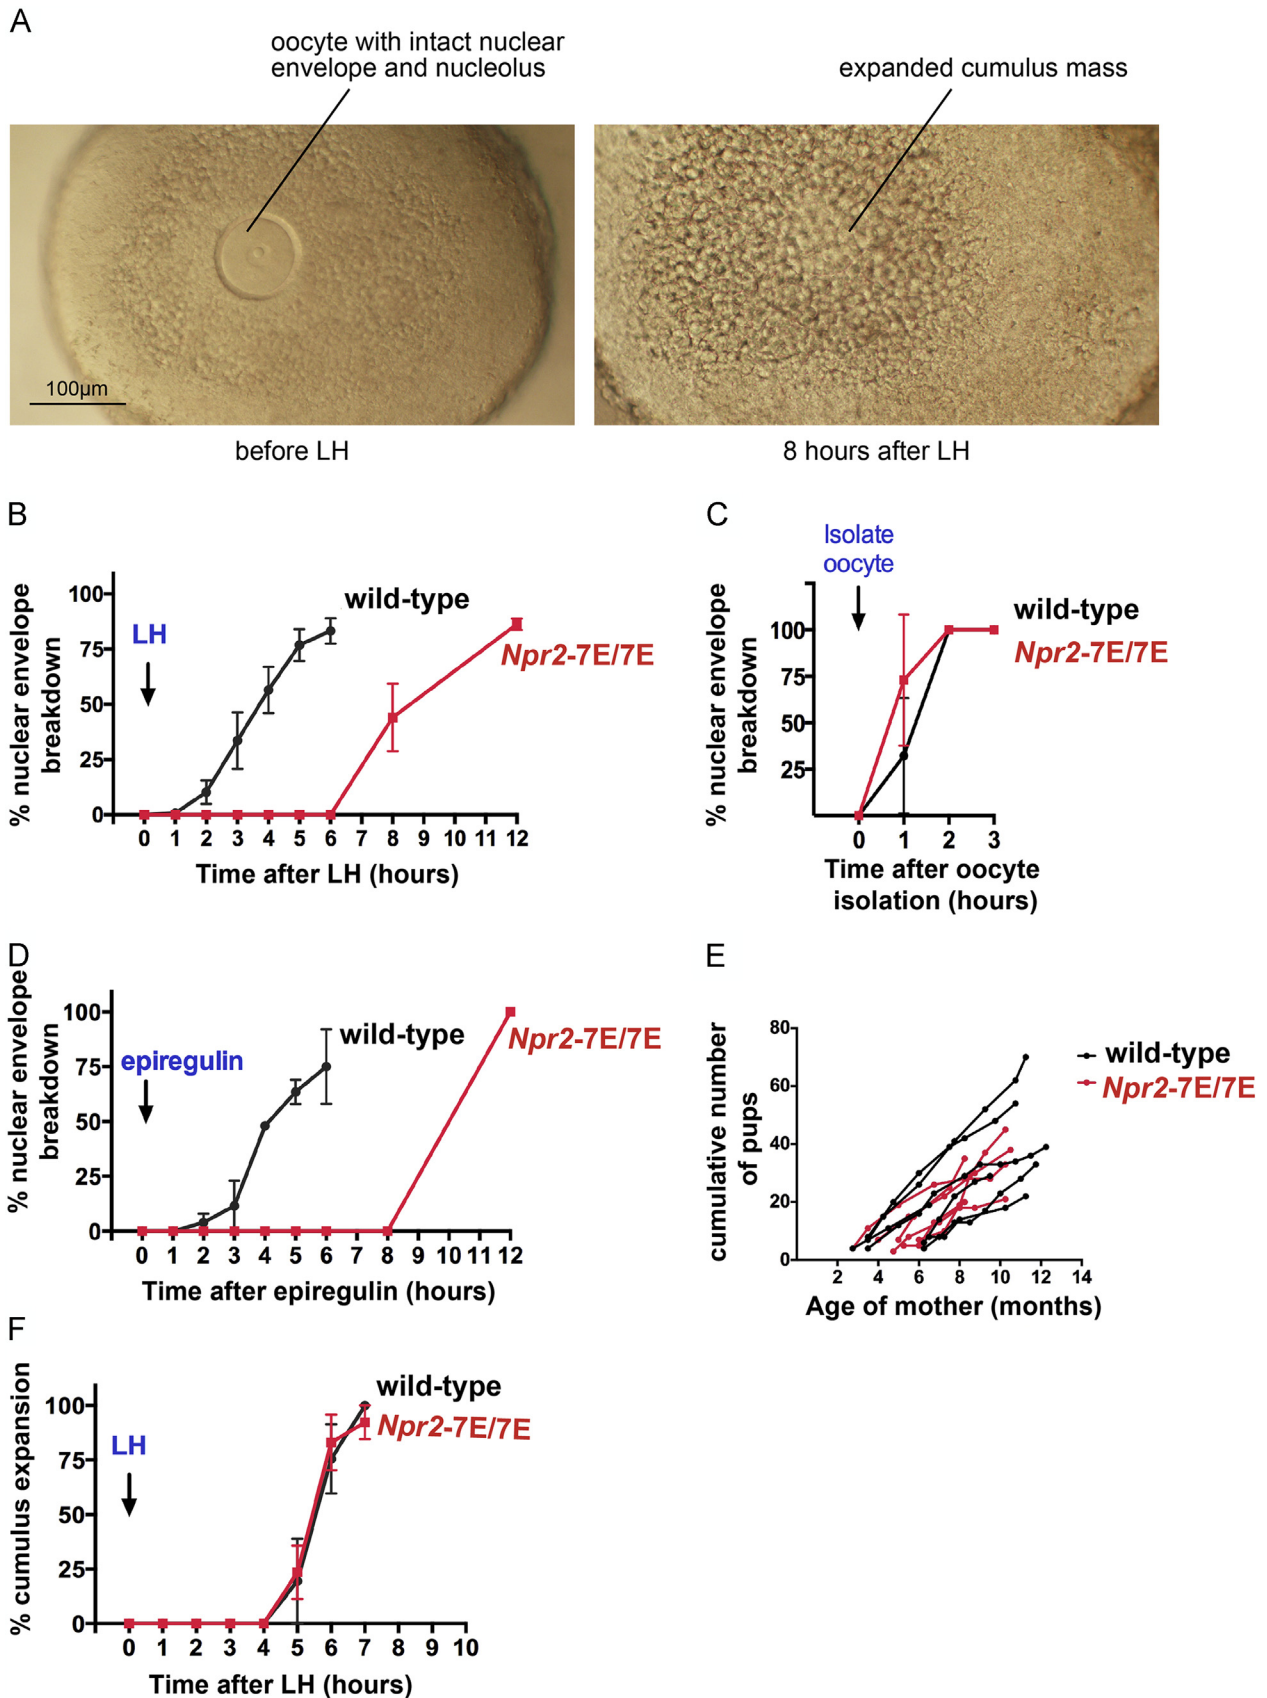 A
oocyte with intact nuclear
envelope and nucleolus
expanded cumulus mass
100µm
before LH
8 hours after LH
B
% nuclear envelope
breakdown
100
75
50
25
0
LH
wild-type
Npr2-7E/7E
0 1 2 3 4 5 6 7 8 9 10 11 12
Time after LH (hours)
C
Isolate
oocyte
% nuclear envelope
breakdown
100
75
50
25
wild-type
Npr2-7E/7E
0 1 2 3
Time after oocyte
isolation (hours)
D
% nuclear envelope
breakdown
100
75
50
25
0
epiregulin
wild-type
Npr2-7E/7E
0 1 2 3 4 5 6 7 8 9 10 11 12
Time after epiregulin (hours)
E
cumulative number
of pups
80
60
40
20
0
wild-type
Npr2-7E/7E
2 4 6 8 10 12 14
Age of mother (months)
F
% cumulus expansion
100
75
50
25
0
LH
wild-type
Npr2-7E/7E
0 1 2 3 4 5 6 7 8 9 10
Time after LH (hours)